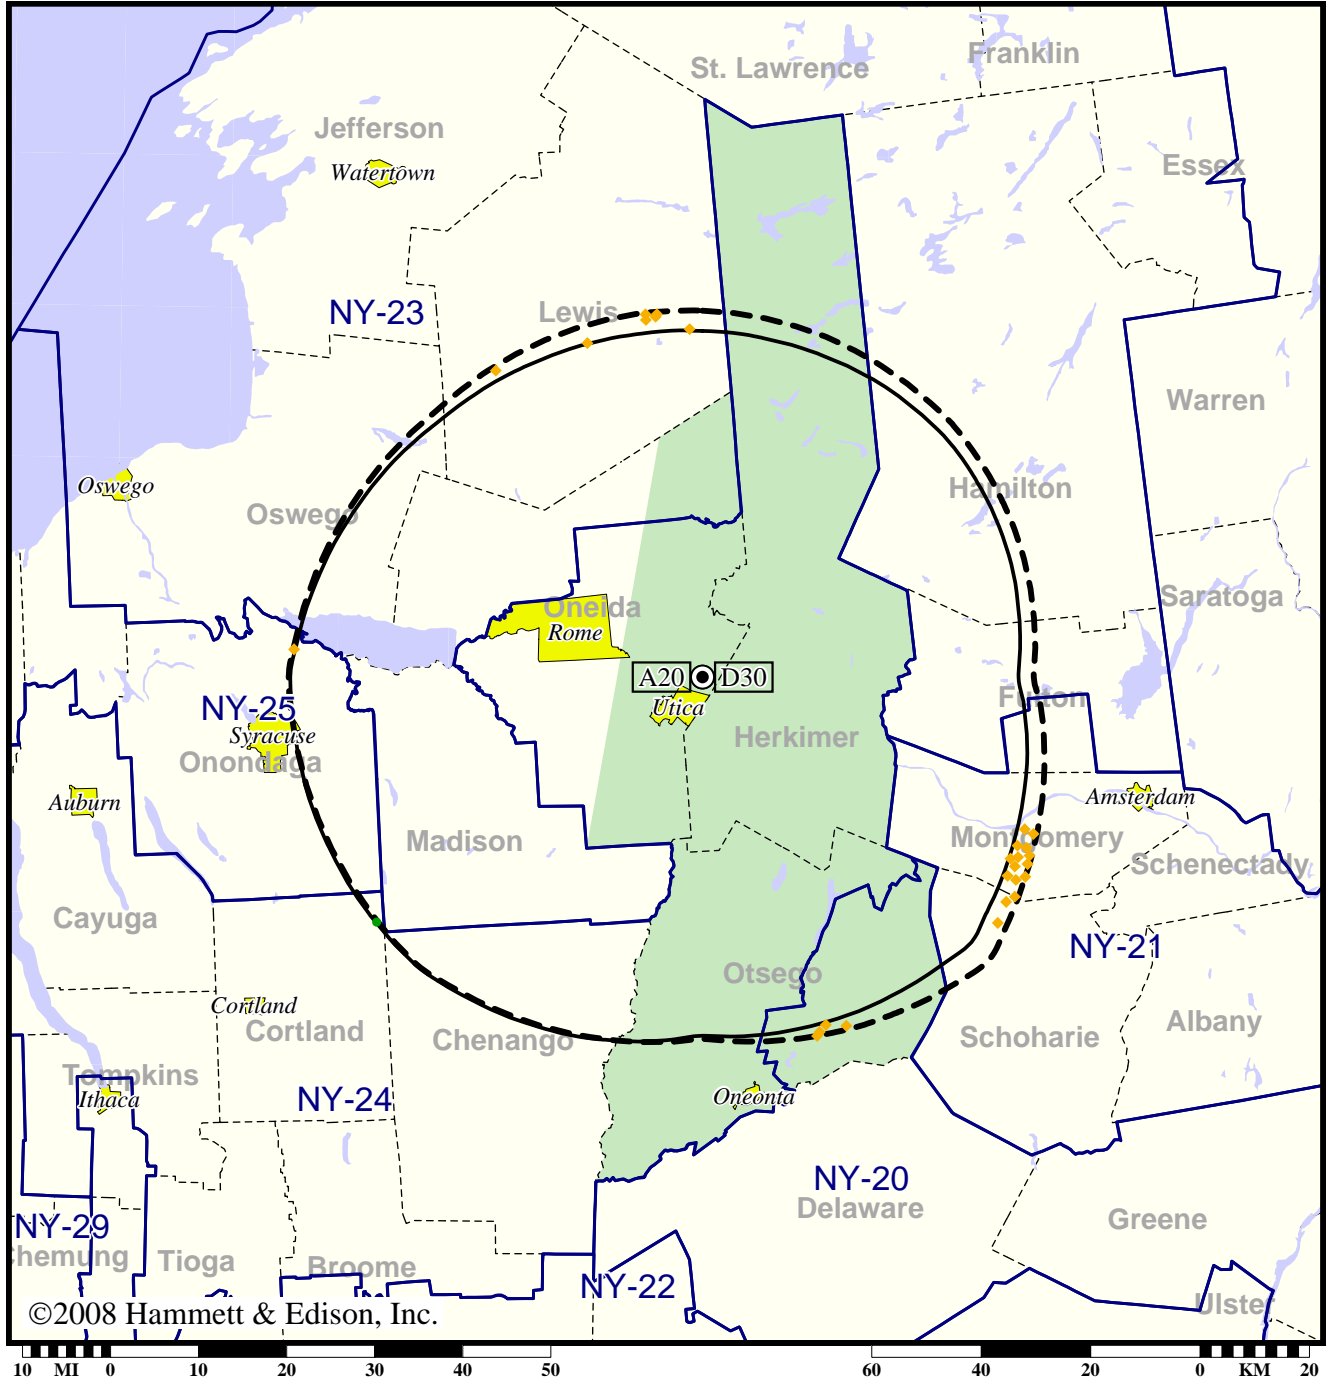 Franklin
St. Lawrence
Jefferson
Essex
Watertown
NY-23
Lewis
Warren
Oswego
Hamilton
Oswego
Saratoga
Oneida
Rome
A20 D30
Fulton
NY-25
Utica
Syracuse
Herkimer
Onondaga
Auburn
Amsterdam
Madison
Montgomery
Schenectady
Cayuga
NY-21
Otsego
Cortland
Cortland
Chenango
Schoharie
Albany
Tompkins
Ithaca
NY-24
Oneonta
NY-20
Delaware
NY-29
Greene
Chemung
Tioga
Broome
NY-22
Ulster
©2008 Hammett & Edison, Inc.
10 MI 0 10 20 30 40 50 60 40 20 0 KM 20